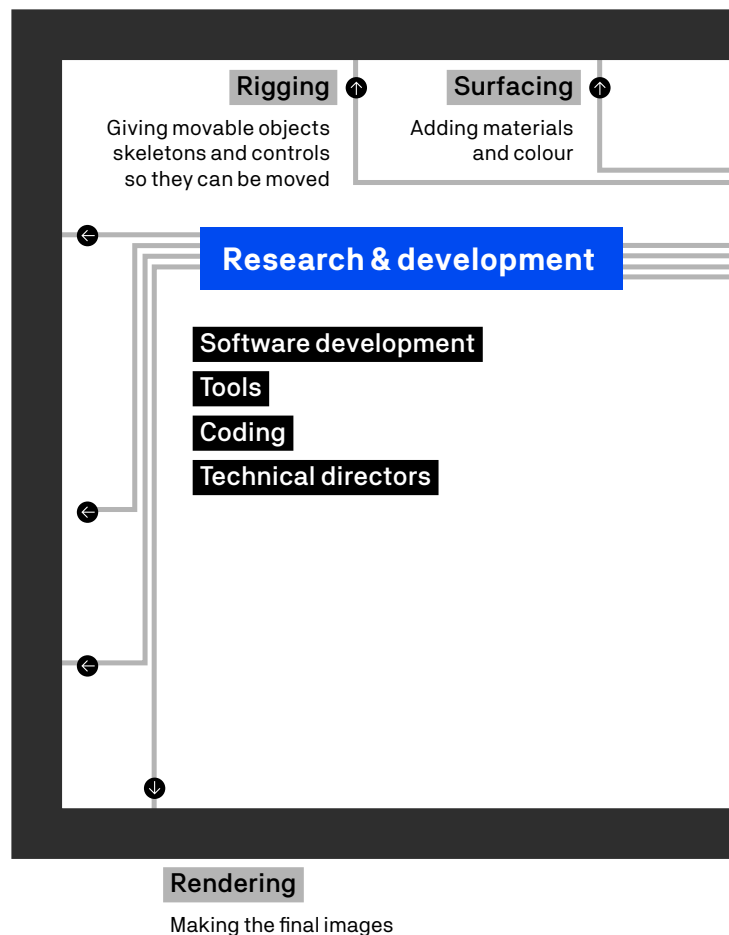 Rigging
Giving movable objects
skeletons and controls
so they can be moved
Surfacing
Adding materials
and colour
Research & development
Software development
Tools
Coding
Technical directors
Rendering
Making the final images